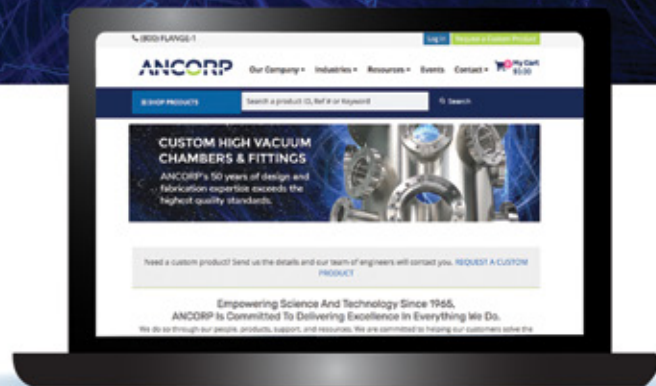 (800) FLANGE-1
Log In
Request a Custom Product
ANCORP
Our Company
Industries
Resources
Events
Contact
My Cart
$0.00
SHOP PRODUCTS
Search a product ID, Ref # or Keyword
Search
CUSTOM HIGH VACUUM
CHAMBERS & FITTINGS
ANCORP's 50 years of design and
fabrication expertise exceeds the
highest quality standards.
Need a custom product? Send us the details and our team of engineers will contact you. REQUEST A CUSTOM
PRODUCT
Empowering Science And Technology Since 1965,
ANCORP Is Committed To Delivering Excellence In Everything We Do.
We do so through our people, products, support, and resources. We are committed to helping our customers solve the